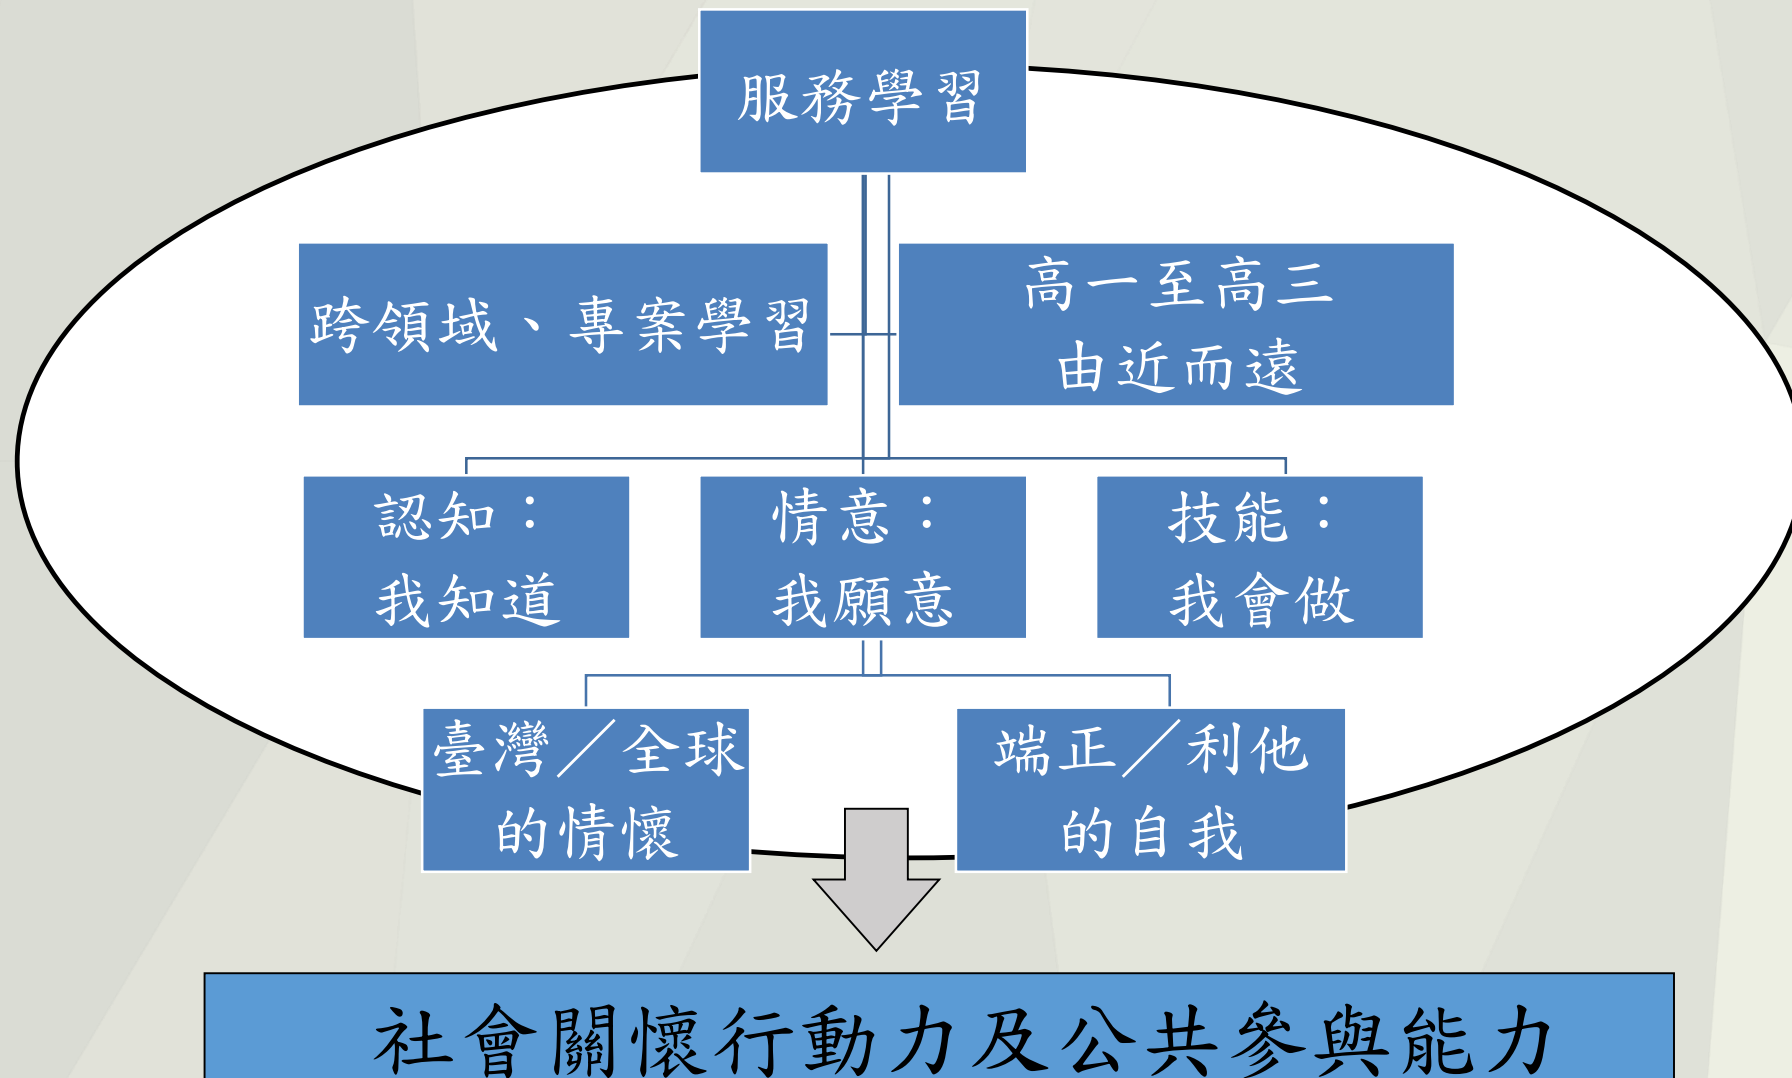 服務學習
跨領域、專案學習
高一至高三
由近而遠
認知：
我知道
情意：
我願意
技能：
我會做
臺灣／全球
的情懷
端正／利他
的自我
社會關懷行動力及公共參與能力